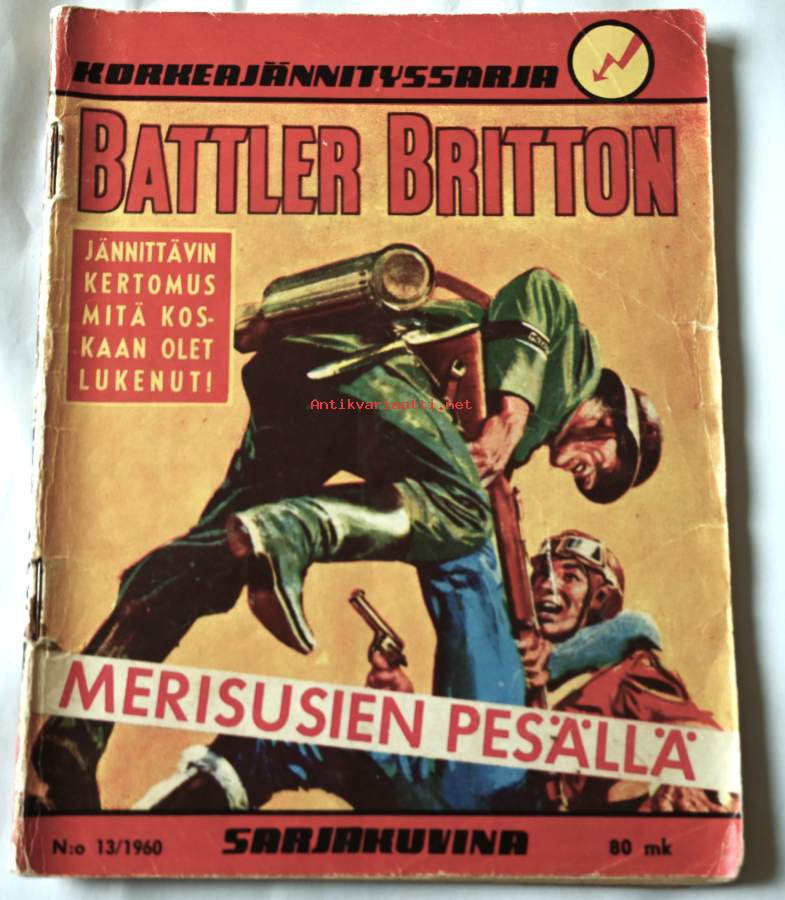 KORKEAJÄNNITYSSARJA
BATTLER BRITTON
JÄNNITTÄVIN
KERTOMUS
MITÄ KOS-
KAAN OLET
LUKENUT!
Antikvariaatti.net
MERISUSIEN PESÄLLÄ
N:o 13/1960
SARJAKUVINA
80 mk